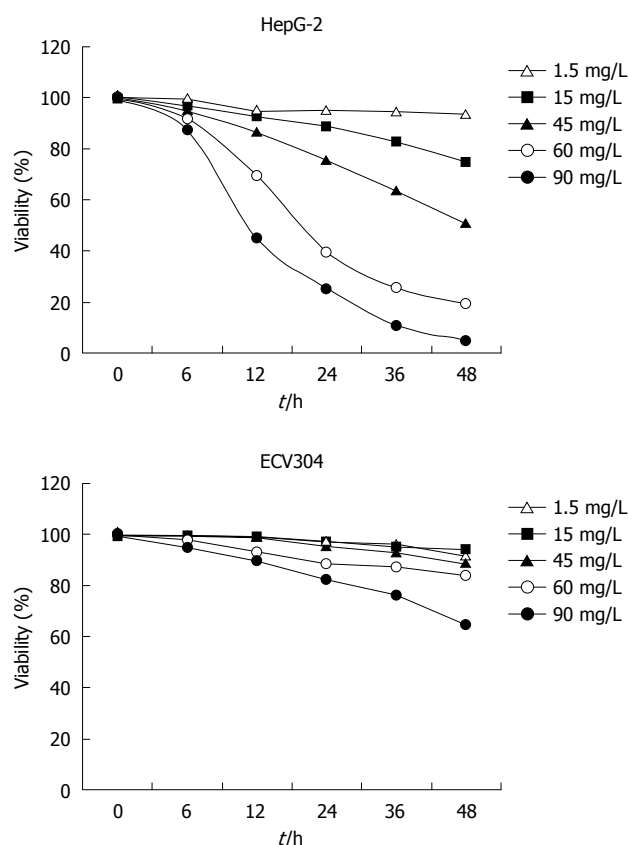 HepG-2
120
100
80
60
40
20
0
Viability (%)
0 6 12 24 36 48
t/h
1.5 mg/L
15 mg/L
45 mg/L
60 mg/L
90 mg/L
ECV304
120
100
80
60
40
20
0
Viability (%)
0 6 12 24 36 48
t/h
1.5 mg/L
15 mg/L
45 mg/L
60 mg/L
90 mg/L